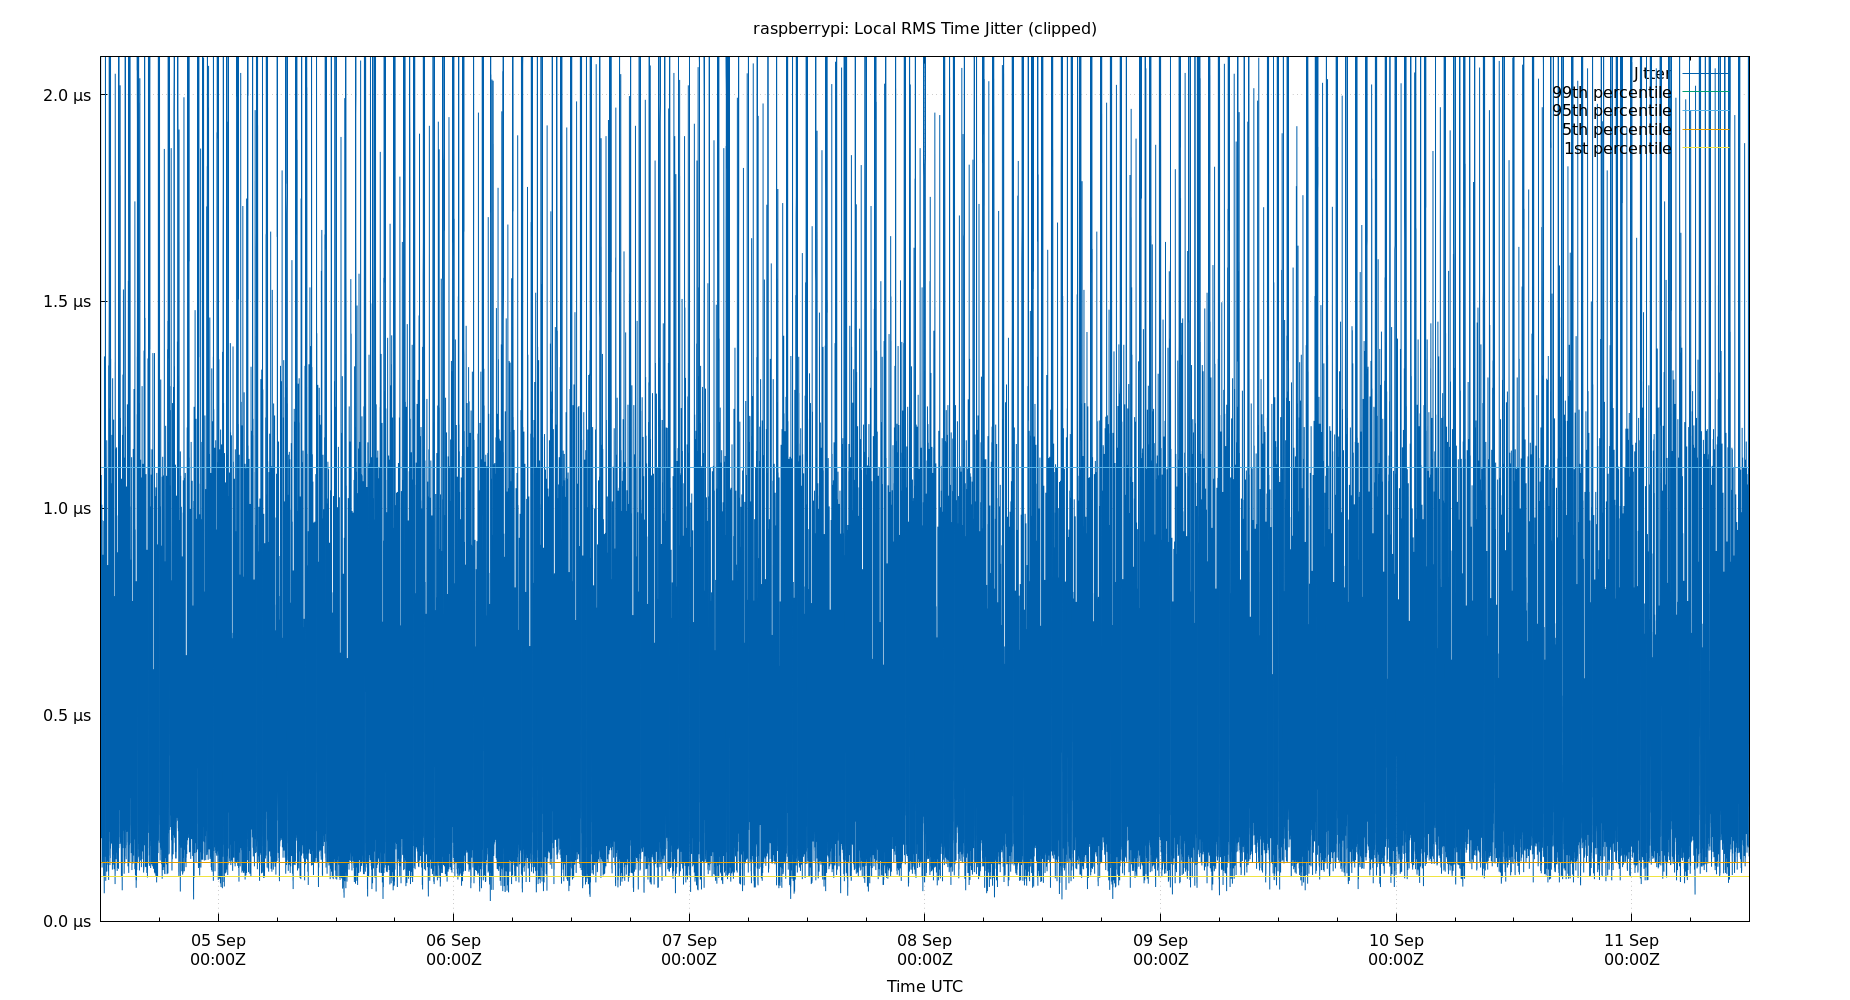 raspberrypi: Local RMS Time Jitter (clipped)
2.0 µs
1.5 µs
1.0 µs
0.5 µs
0.0 µs
Jitter
99th percentile
95th percentile
5th percentile
1st percentile
05 Sep
00:00Z
06 Sep
00:00Z
07 Sep
00:00Z
08 Sep
00:00Z
09 Sep
00:00Z
10 Sep
00:00Z
11 Sep
00:00Z
Time UTC